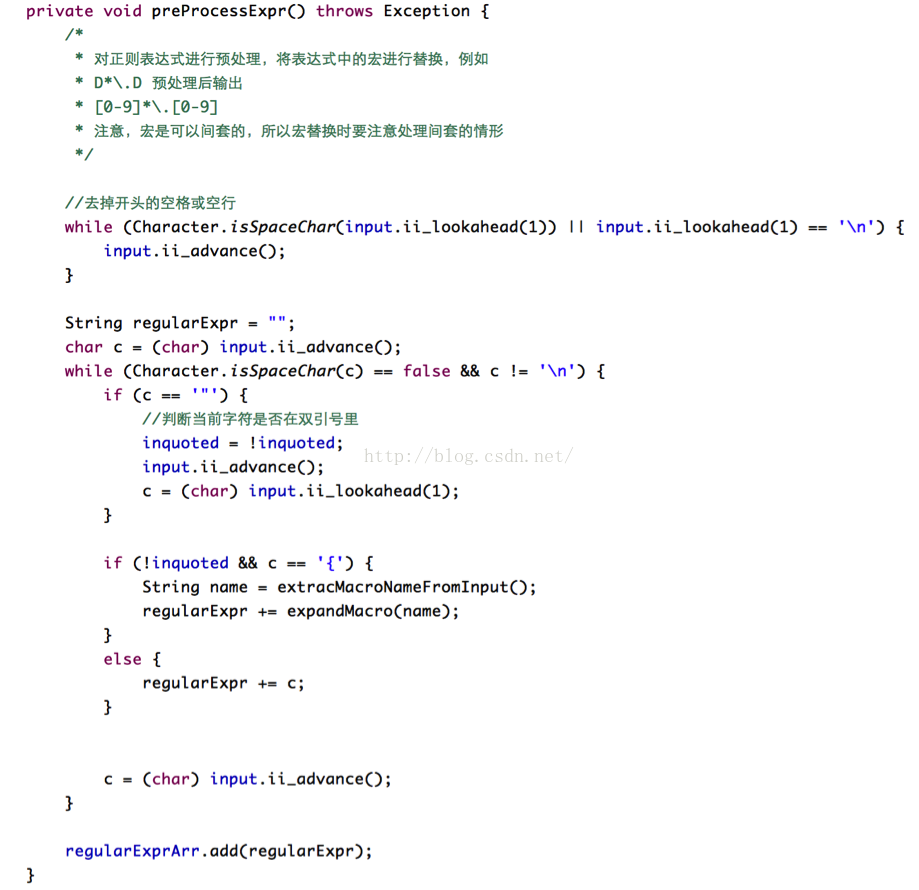 private void preProcessExpr() throws Exception {
/*
* 对正则表达式进行预处理，将表达式中的宏进行替换，例如
* D*\.D 预处理后输出
* [0-9]*\.[0-9]
* 注意，宏是可以间套的，所以宏替换时要注意处理间套的情形
*/
//去掉开头的空格或空行
while (Character.isSpaceChar(input.ii_lookahead(1)) || input.ii_lookahead(1) == '\n') {
input.ii_advance();
}
String regularExpr = "";
char c = (char) input.ii_advance();
while (Character.isSpaceChar(c) == false && c != '\n') {
if (c == '"') {
//判断当前字符是否在双引号里
inquoted = !inquoted;
input.ii_advance();
http://blog.csdn.net/
c = (char) input.ii_lookahead(1);
}
if (!inquoted && c == '{') {
String name = extracMacroNameFromInput();
regularExpr += expandMacro(name);
}
else {
regularExpr += c;
}
c = (char) input.ii_advance();
}
regularExprArr.add(regularExpr);
}